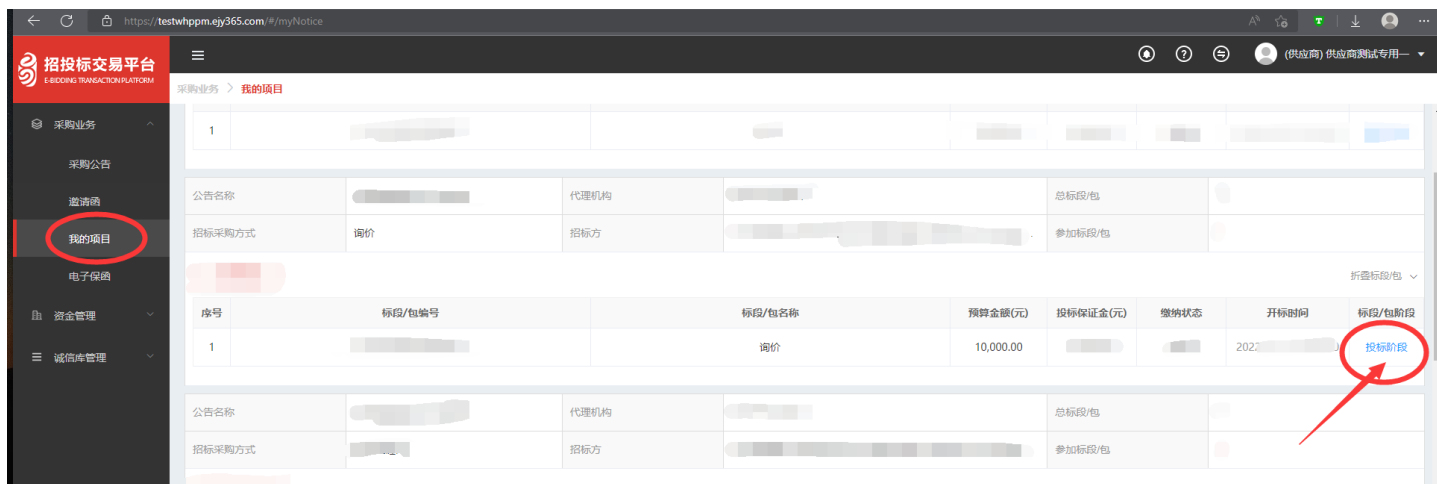 https://testwhppm.ejy365.com/#/myNotice
招投标交易平台
E-BIDDING TRANSACTION PLATFORM
(供应商) 供应商测试专用一
采购业务 > 我的项目
采购业务
采购公告
邀请函
我的项目
电子保函
资金管理
诚信库管理
1
公告名称 代理机构 总标段/包
招标采购方式 询价 招标方 参加标段/包
折叠标段/包
序号 标段/包编号 标段/包名称 预算金额(元) 投标保证金(元) 缴纳状态 开标时间 标段/包阶段
1 询价 10,000.00 2022 投标阶段
公告名称 代理机构 总标段/包
招标采购方式 招标方 参加标段/包